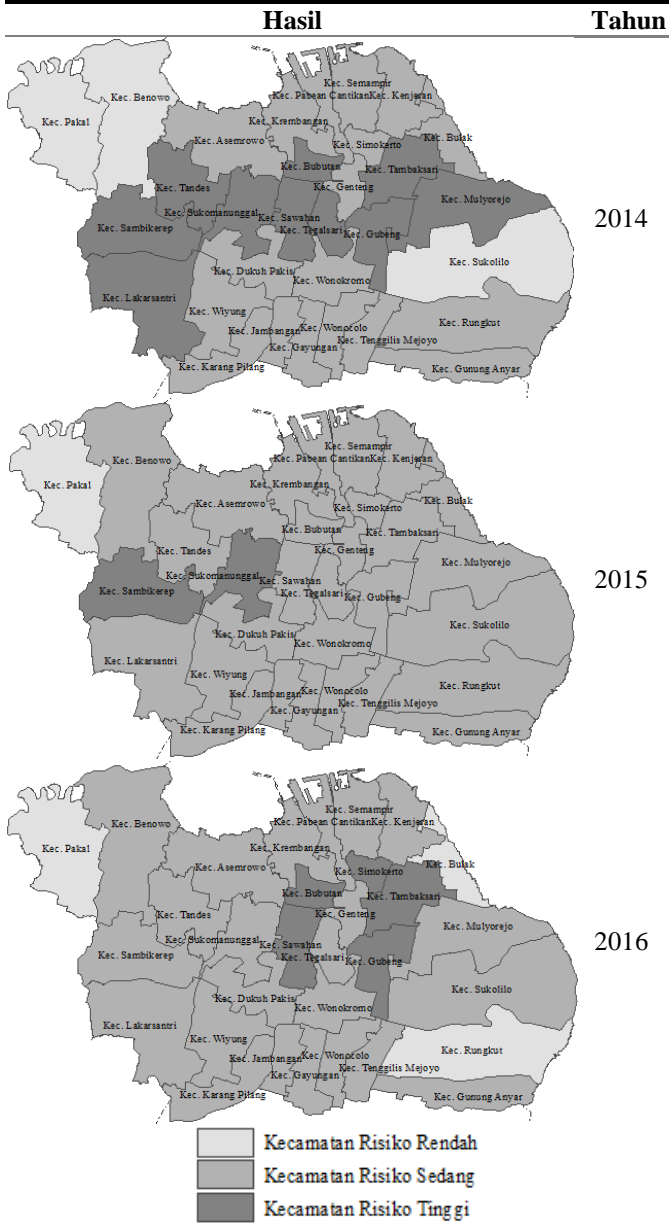 Hasil Tahun
Kec. Semampir
Kec. Pabean Cantikan Kec. Kenjeran
Kec. Benowo
Kec. Pakal
Kec. Krembangan
Kec. Asemrowo
Kec. Simokerto
Kec. Bulak
Kec. Bubutan
Kec. Tambaksari
Kec. Tandes
Kec. Genteng
Kec. Mulyorejo
Kec. Sukomanunggal
Kec. Sawahan
Kec. Sambikerep
Kec. Tegalsari
Kec. Gubeng
2014
Kec. Sukolilo
Kec. Dukuh Pakis
Kec. Wonokromo
Kec. Lakarsantri
Kec. Wiyung
Kec. Rungkut
Kec. Jambangan
Kec. Wonocolo
Kec. Gayungan
Kec. Tenggilis Mejoyo
Kec. Karang Pilang
Kec. Gunung Anyar
Kec. Semampir
Kec. Pabean Cantikan Kec. Kenjeran
Kec. Benowo
Kec. Pakal
Kec. Krembangan
Kec. Asemrowo
Kec. Simokerto
Kec. Bulak
Kec. Bubutan
Kec. Tambaksari
Kec. Tandes
Kec. Genteng
Kec. Mulyorejo
Kec. Sukomanunggal
Kec. Sawahan
Kec. Sambikerep
Kec. Tegalsari
Kec. Gubeng
2015
Kec. Sukolilo
Kec. Dukuh Pakis
Kec. Wonokromo
Kec. Lakarsantri
Kec. Wiyung
Kec. Rungkut
Kec. Jambangan
Kec. Wonocolo
Kec. Gayungan
Kec. Tenggilis Mejoyo
Kec. Karang Pilang
Kec. Gunung Anyar
Kec. Semampir
Kec. Pabean Cantikan Kec. Kenjeran
Kec. Benowo
Kec. Pakal
Kec. Krembangan
Kec. Asemrowo
Kec. Simokerto
Kec. Bulak
Kec. Bubutan
Kec. Tambaksari
Kec. Tandes
Kec. Genteng
Kec. Mulyorejo
Kec. Sukomanunggal
Kec. Sawahan
Kec. Sambikerep
Kec. Tegalsari
Kec. Gubeng
2016
Kec. Sukolilo
Kec. Dukuh Pakis
Kec. Wonokromo
Kec. Lakarsantri
Kec. Wiyung
Kec. Rungkut
Kec. Jambangan
Kec. Wonocolo
Kec. Gayungan
Kec. Tenggilis Mejoyo
Kec. Karang Pilang
Kec. Gunung Anyar
Kecamatan Risiko Rendah
Kecamatan Risiko Sedang
Kecamatan Risiko Tinggi